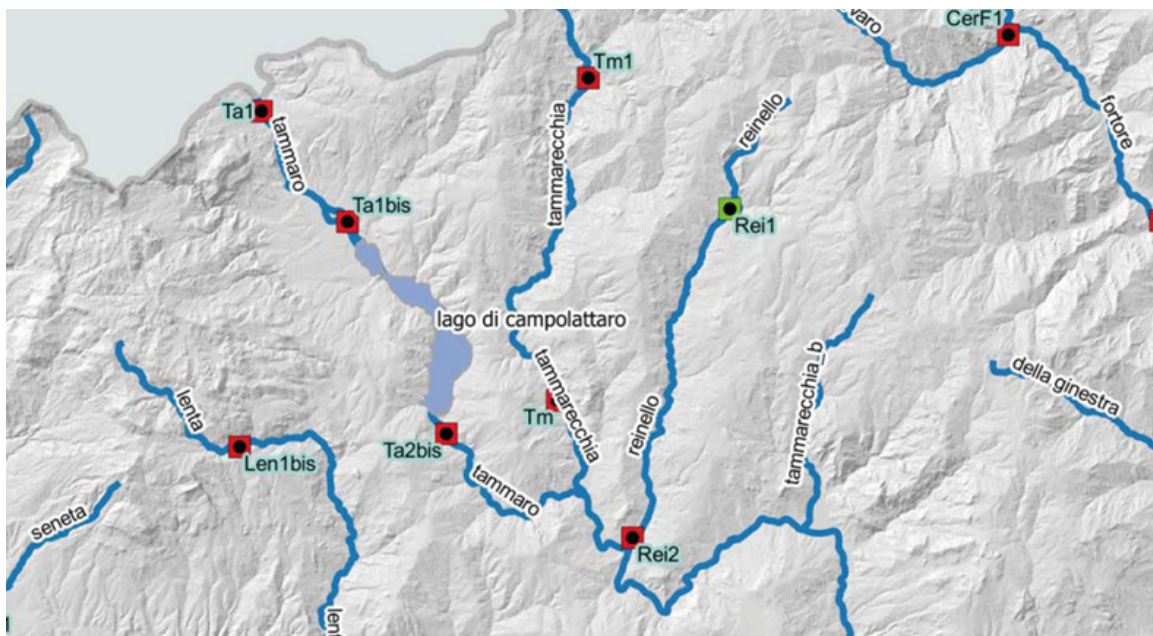 varo
CerF1
Tm1
Ta1
tammaro
tammarecchia
reinello
fortore
Ta1bis
Rei1
lago di campolattaro
lenta
tammarecchia
Tm
reinello
tammarecchia_b
della ginestra
Len1bis
Ta2bis
tammaro
seneta
Rei2
lent